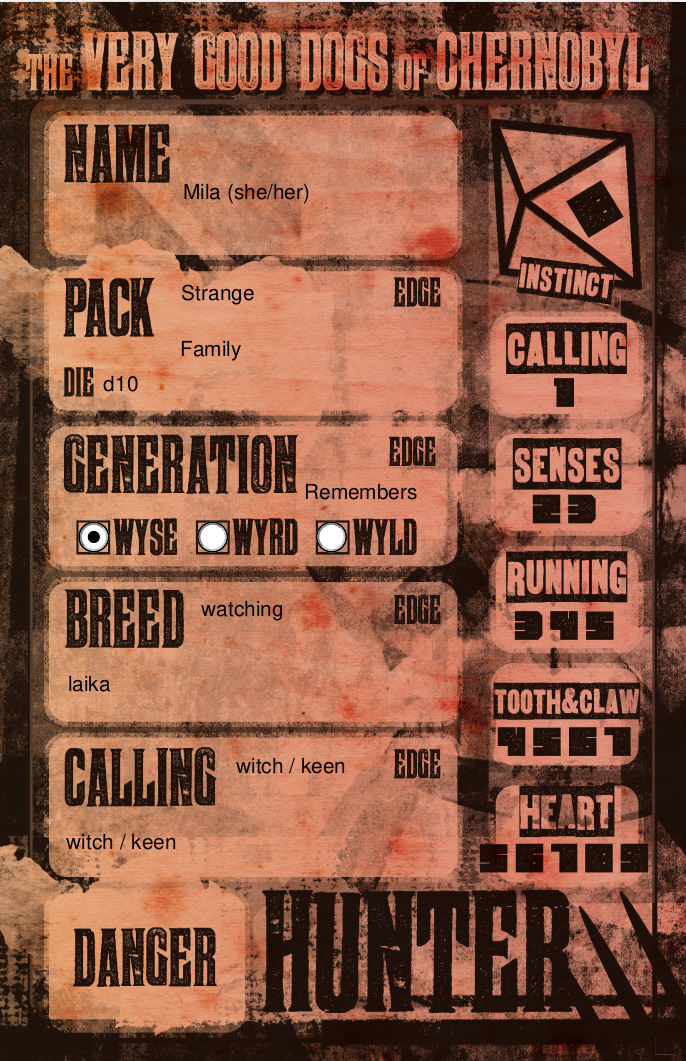 THE VERY GOOD DOGS OF CHERNOBYL
NAME
Mila (she/her)
INSTINCT
PACK
Strange
EDGE
Family
DIE d10
CALLING
1
GENERATION
EDGE
Remembers
WYSE WYRD WYLD
SENSES
2 3
BREED
watching
EDGE
laika
RUNNING
3 4 5
TOOTH&CLAW
4 5 6 7
CALLING
witch / keen
EDGE
witch / keen
HEART
5 6 7 8 9
DANGER
HUNTER